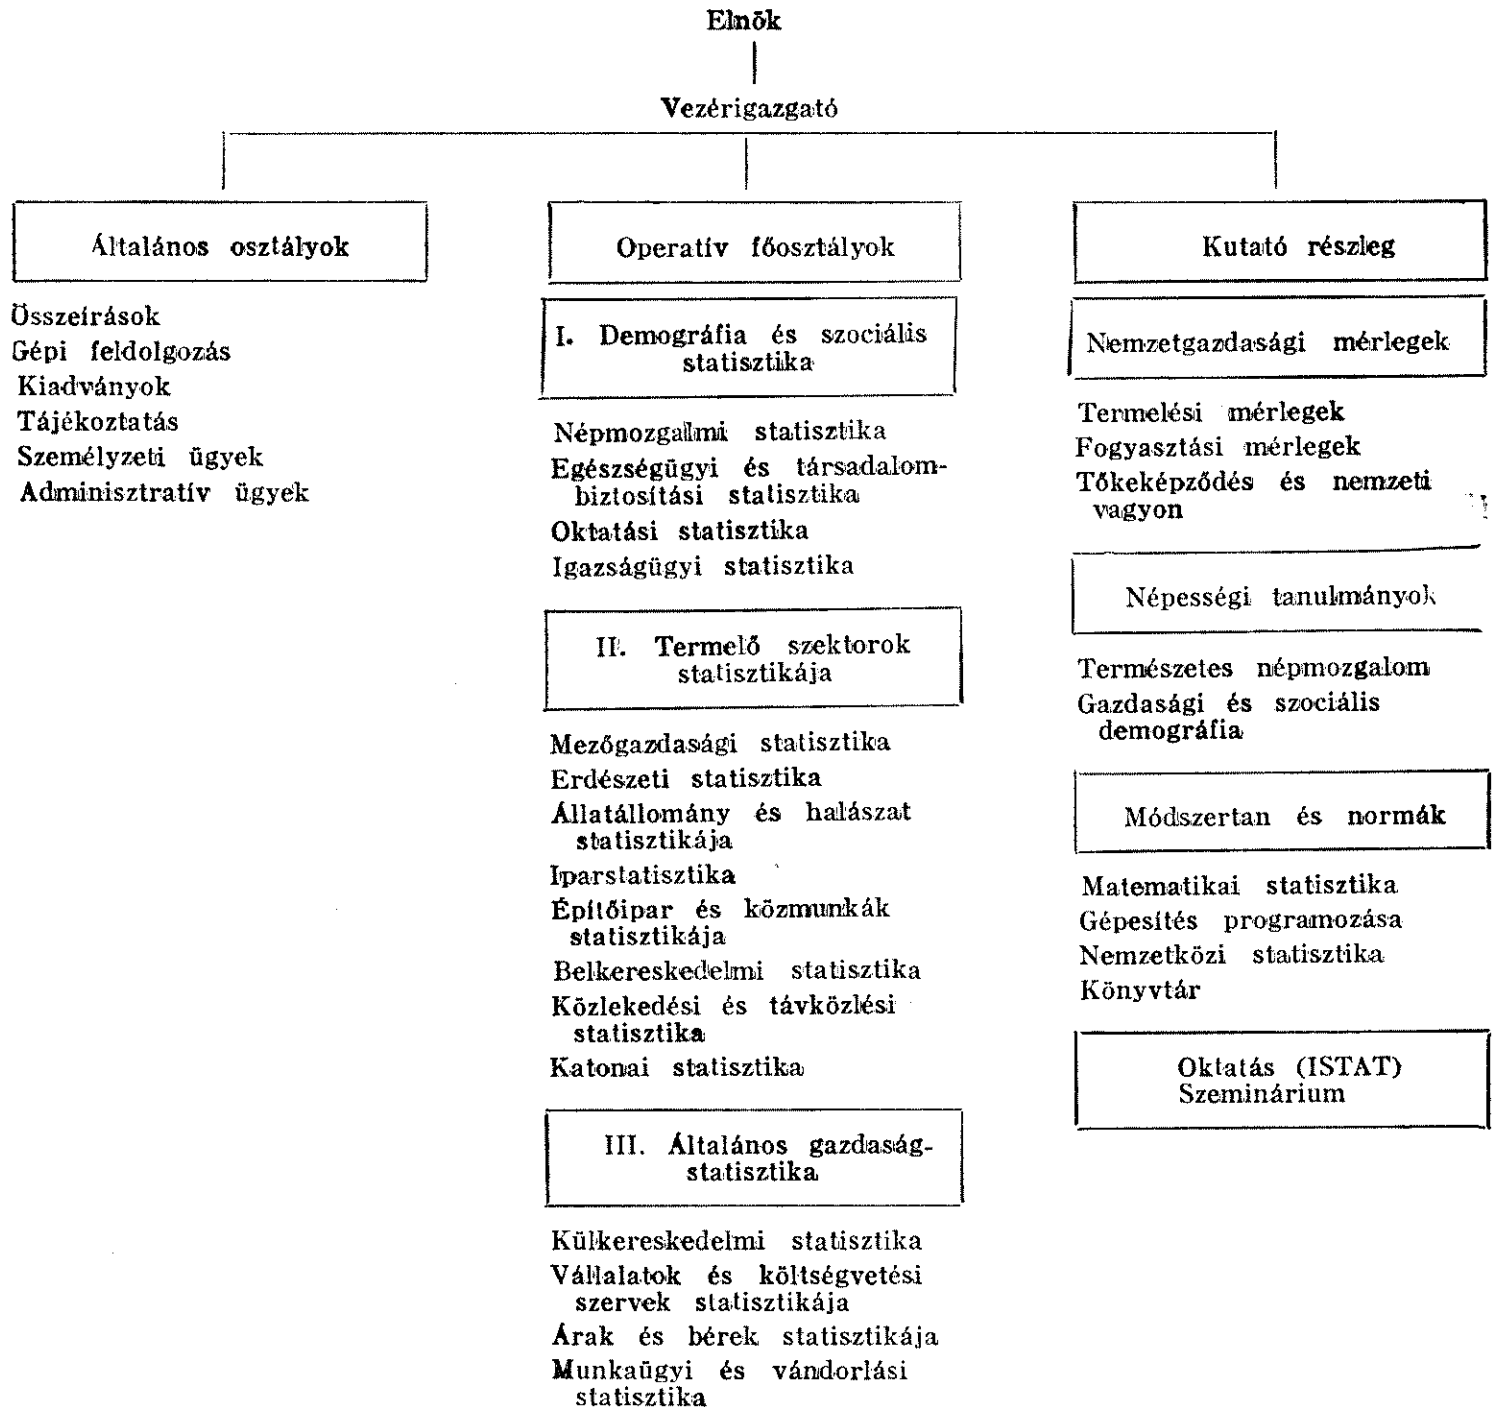 Elnök
Vezérigazgató
Általános osztályok
Összeírások
Gépi feldolgozás
Kiadványok
Tájékoztatás
Személyzeti ügyek
Adminisztratív ügyek
Operatív főosztályok
I. Demográfia és szociális
statisztika
Népmozgalmi statisztika
Egészségügyi és társadalom-
biztosítási statisztika
Oktatási statisztika
Igazságügyi statisztika
II. Termelő szektorok
statisztikája
Mezőgazdasági statisztika
Erdészeti statisztika
Állatállomány és halászat
statisztikája
Iparstatisztika
Építőipar és közmunkák
statisztikája
Belkereskedelmi statisztika
Közlekedési és távközlési
statisztika
Katonai statisztika
III. Általános gazdaság-
statisztika
Külkereskedelmi statisztika
Vállalatok és költségvetési
szervek statisztikája
Árak és bérek statisztikája
Munkaügyi és vándorlási
statisztika
Kutató részleg
Nemzetgazdasági mérlegek
Termelési mérlegek
Fogyasztási mérlegek
Tőkeképződés és nemzeti
vagyon
Népességi tanulmányok
Természetes népmozgalom
Gazdasági és szociális
demográfia
Módszertan és normák
Matematikai statisztika
Gépesítés programozása
Nemzetközi statisztika
Könyvtár
Oktatás (ISTAT)
Szeminárium